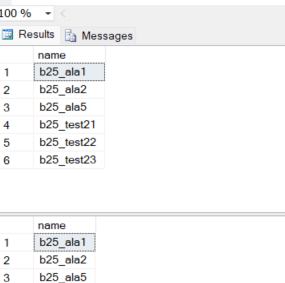 100 %
Results Messages
name
1 b25_ala1
2 b25_ala2
3 b25_ala5
4 b25_test21
5 b25_test22
6 b25_test23
name
1 b25_ala1
2 b25_ala2
3 b25_ala5